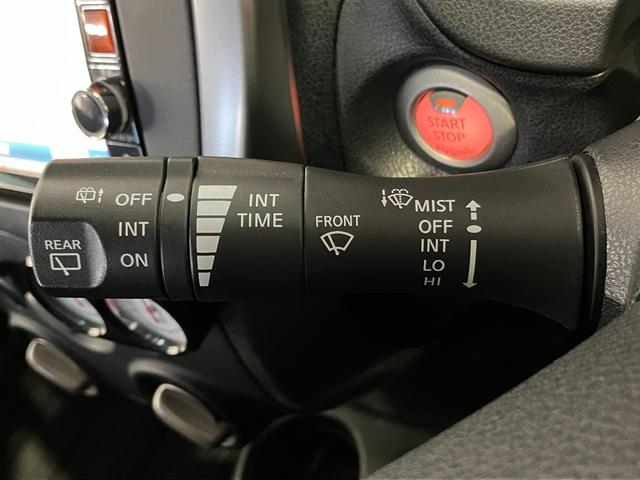 START
STOP
OFF
INT
ON
REAR
INT
TIME
FRONT
MIST
OFF
INT
LO
HI